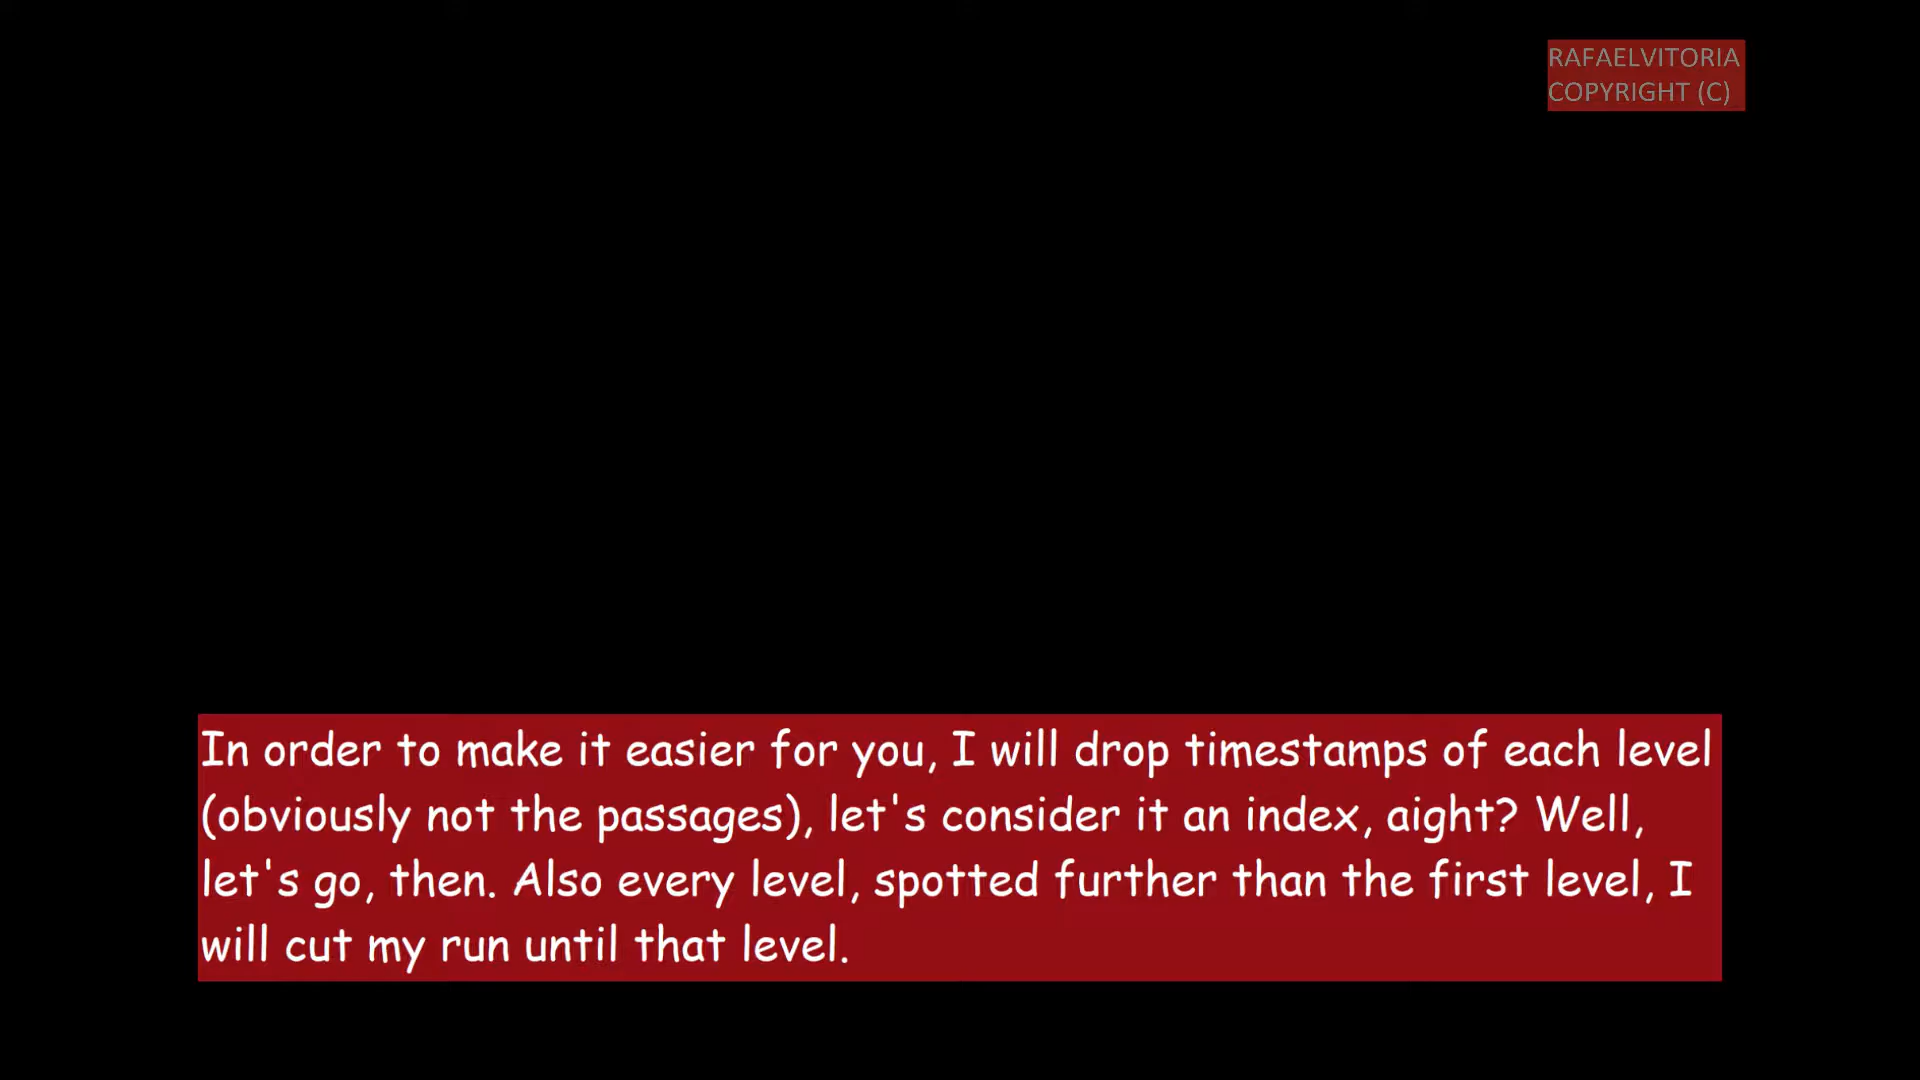 RAFAELVITORIA
COPYRIGHT (C)
In order to make it easier for you, I will drop timestamps of each level
(obviously not the passages), let's consider it an index, aight? Well,
let's go, then. Also every level, spotted further than the first level, I
will cut my run until that level.